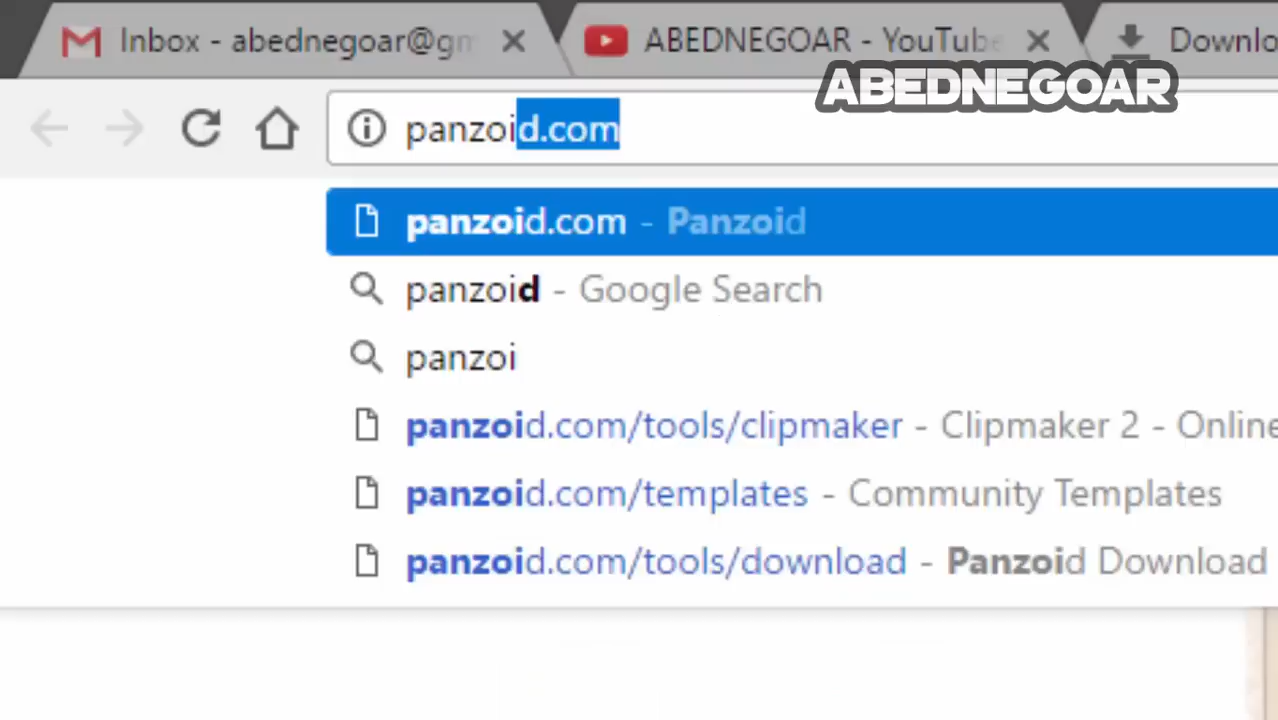 Inbox - abednegoar@gm
ABEDNEGOAR - YouTube
Downlo
ABEDNEGOAR
panzoid.com
panzoid.com - Panzoid
panzoid - Google Search
panzoi
panzoid.com/tools/clipmaker - Clipmaker 2 - Online
panzoid.com/templates - Community Templates
panzoid.com/tools/download - Panzoid Download